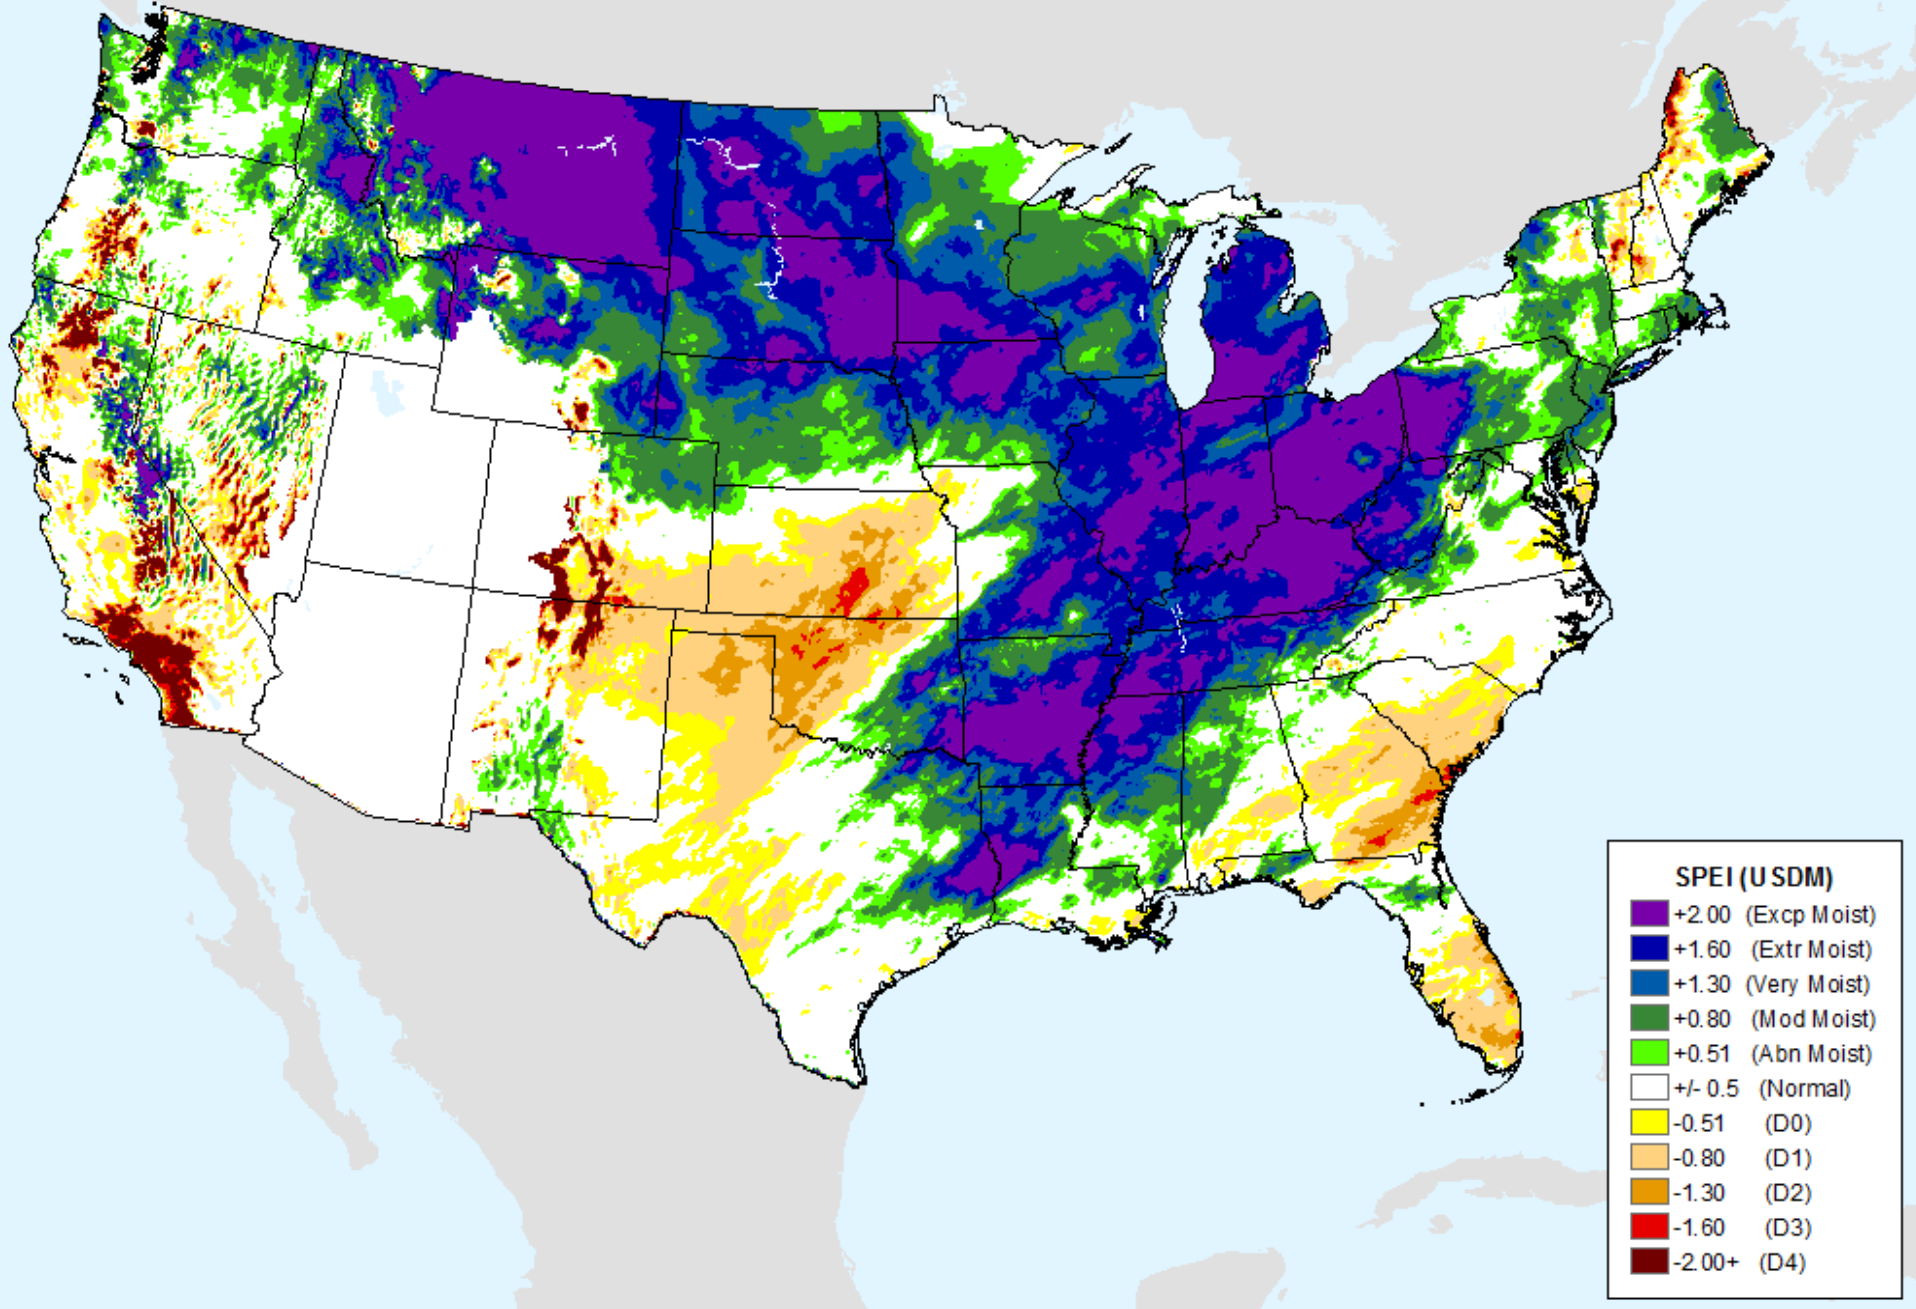 SPEI (USDM)
+2.00 (Excp Moist)
+1.60 (Extr Moist)
+1.30 (Very Moist)
+0.80 (Mod Moist)
+0.51 (Abn Moist)
+/- 0.5 (Normal)
-0.51 (D0)
-0.80 (D1)
-1.30 (D2)
-1.60 (D3)
-2.00+ (D4)